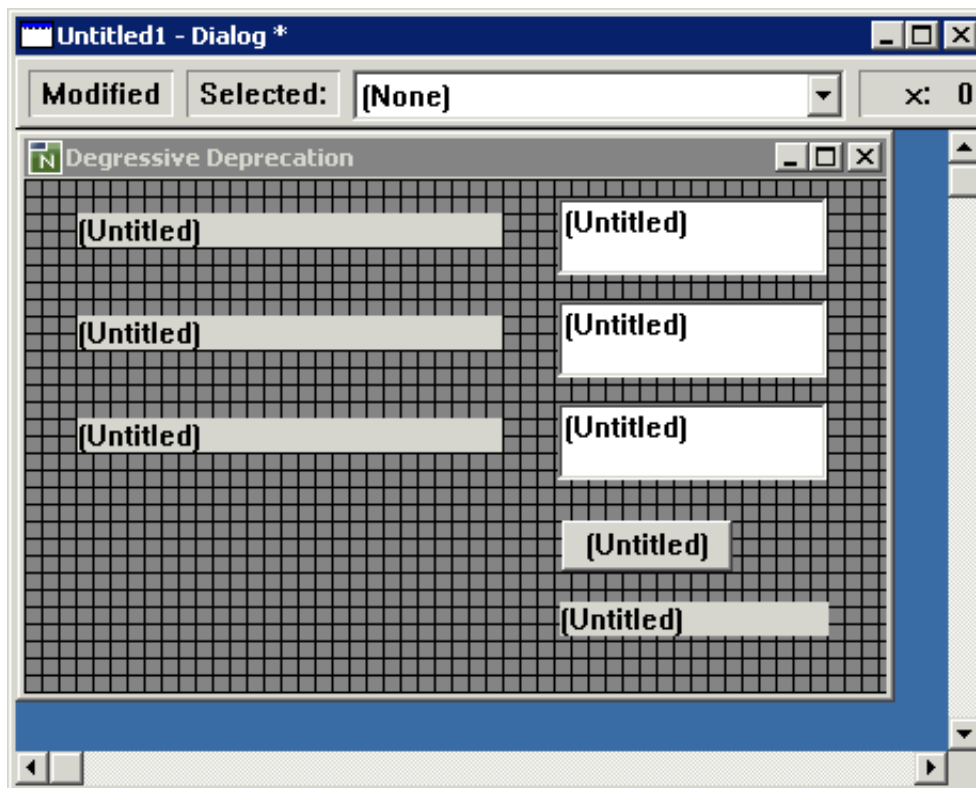 Untitled1 - Dialog *
Modified Selected: (None) x: 0
N Degressive Deprecation
(Untitled) (Untitled)
(Untitled) (Untitled)
(Untitled) (Untitled)
(Untitled)
(Untitled)